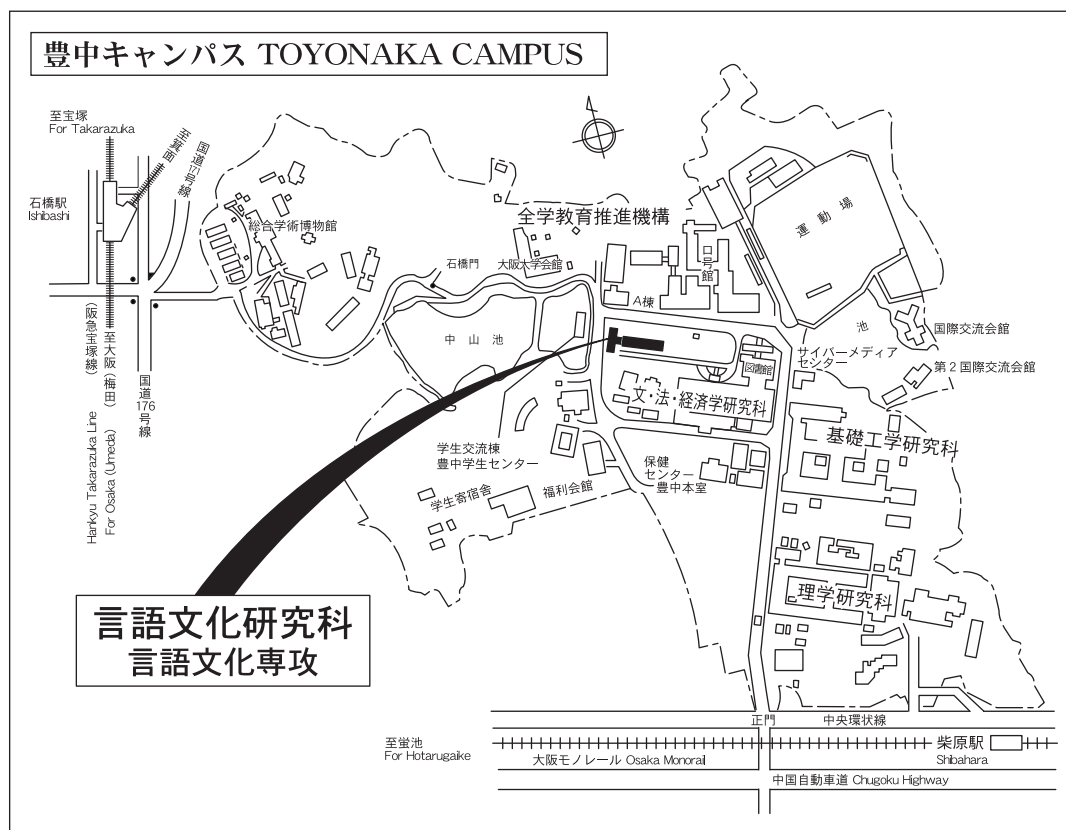 豊中キャンパス TOYONAKA CAMPUS
至宝塚
For Takarazuka
至箕面
国道171号線
石橋駅
Ishibashi
総合学術博物館
石橋門
大阪大学会館
全学教育推進機構
ロ号館
A棟
運動場
池
国際交流会館
サイバーメディア
センター
第2国際交流会館
中山池
図書館
文・法・経済学研究科
基礎工学研究科
(阪急宝塚線)
Hankyu Takarazuka Line
至大阪(梅田)
For Osaka (Umeda)
国道176号線
学生交流棟
豊中学生センター
保健
センター
豊中本室
学生寄宿舎
福利会館
理学研究科
言語文化研究科
言語文化専攻
正門
中央環状線
至蛍池
For Hotarugaike
大阪モノレール Osaka Monorail
柴原駅
Shibahara
中国自動車道 Chugoku Highway